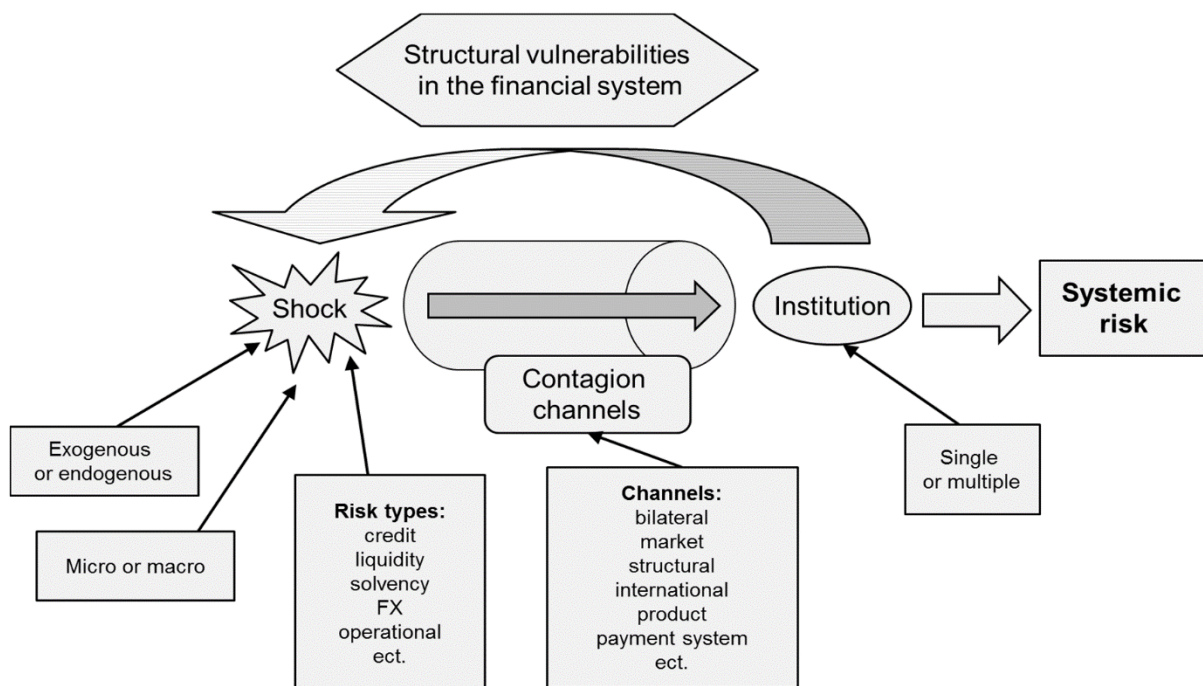 Structural vulnerabilities
in the financial system
Shock
Institution
Systemic
risk
Contagion
channels
Exogenous
or endogenous
Micro or macro
Risk types:
credit
liquidity
solvency
FX
operational
ect.
Channels:
bilateral
market
structural
international
product
payment system
ect.
Single
or multiple